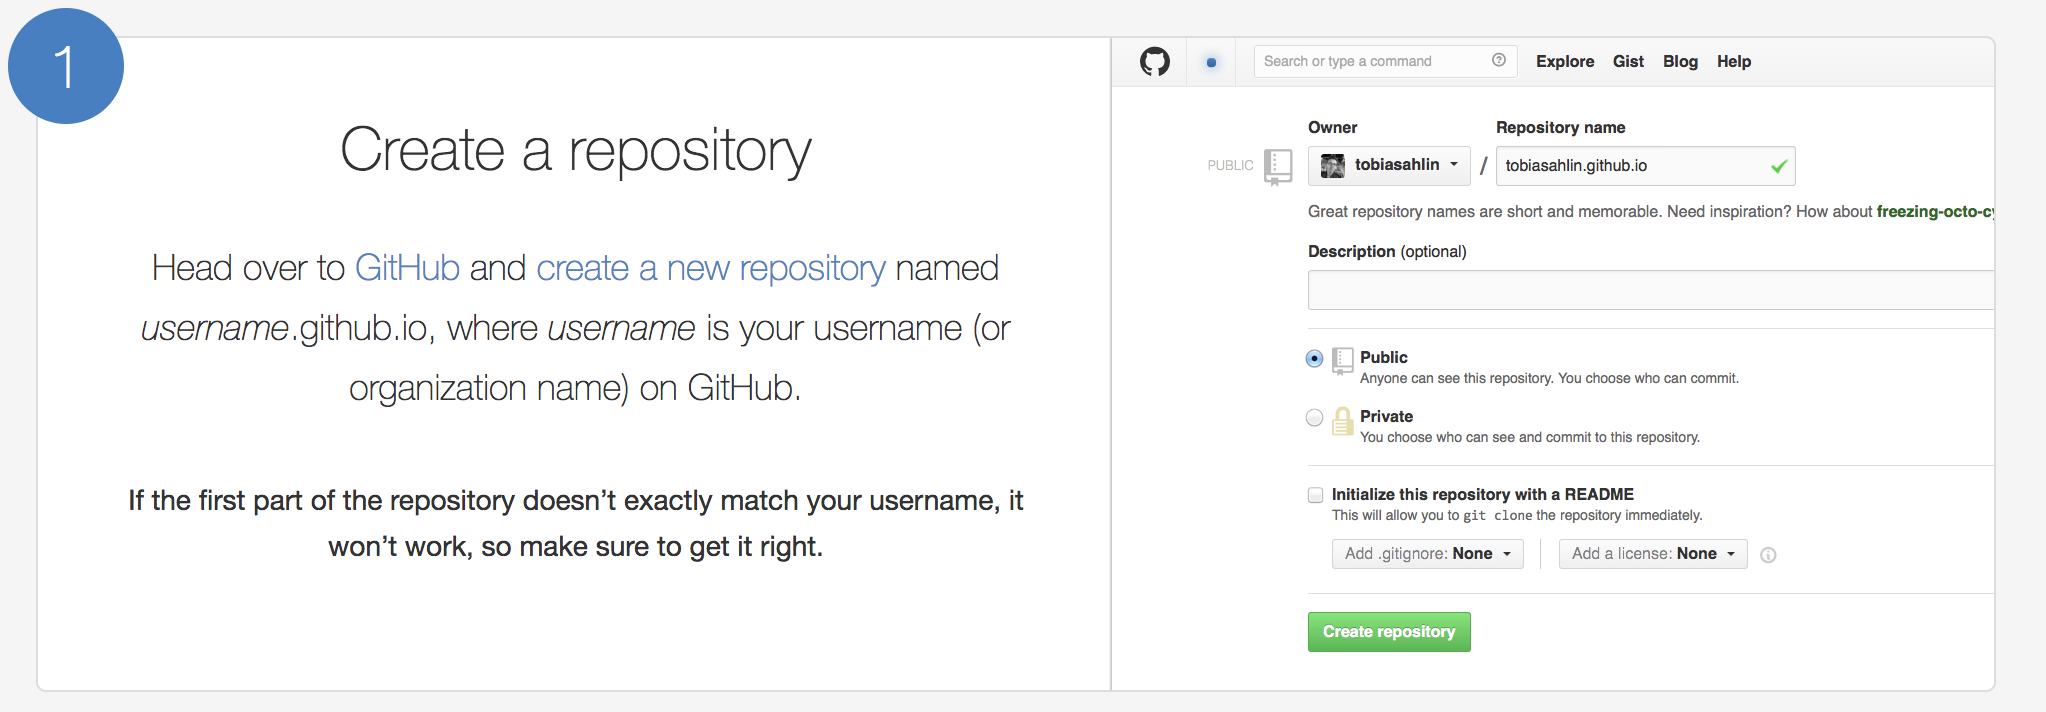 1
Create a repository
Head over to GitHub and create a new repository named
username.github.io, where username is your username (or
organization name) on GitHub.
If the first part of the repository doesn’t exactly match your username, it
won’t work, so make sure to get it right.
Search or type a command
Explore Gist Blog Help
Owner Repository name
PUBLIC tobiasahlin / tobiasahlin.github.io
Great repository names are short and memorable. Need inspiration? How about freezing-octo-cy
Description (optional)
Public
Anyone can see this repository. You choose who can commit.
Private
You choose who can see and commit to this repository.
Initialize this repository with a README
This will allow you to git clone the repository immediately.
Add .gitignore: None Add a license: None
Create repository